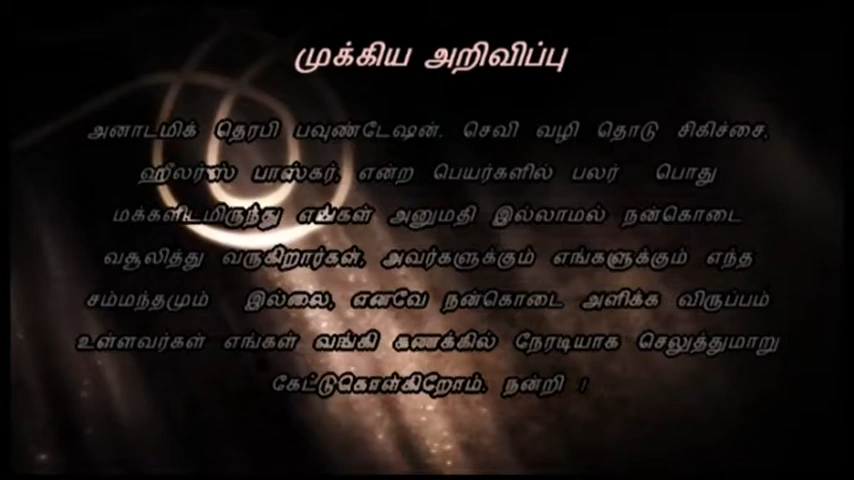 முக்கிய அறிவிப்பு
அனாடமிக் தெரபி பவுண்டேஷன், செவி வழி தொடு சிகிச்சை,
ஹீலர்ஸ் பாஸ்கர், என்ற பெயர்களில் பலர் பொது
மக்களிடமிருந்து எங்கள் அனுமதி இல்லாமல் நன்கொடை
வசூலித்து வருகிறார்கள், அவர்களுக்கும் எங்களுக்கும் எந்த
சம்மந்தமும் இல்லை, எனவே நன்கொடை அளிக்க விருப்பம்
உள்ளவர்கள் எங்கள் வங்கி கணக்கில் நேரடியாக செலுத்துமாறு
கேட்டுகொள்கிறோம். நன்றி !